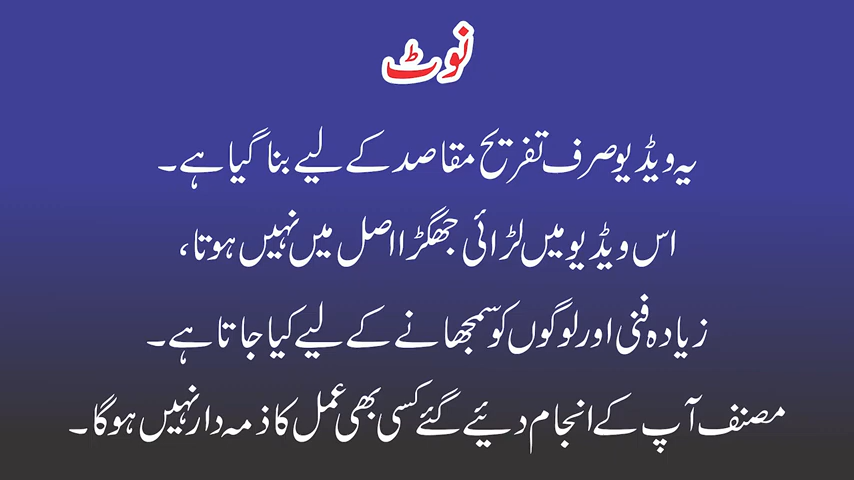 نوٹ
یہ ویڈیو صرف تفریح مقاصد کے لیے بنا گیا ہے۔
اس ویڈیو میں لڑائی جھگڑا اصل میں نہیں ہوتا،
زیادہ فنی اور لوگوں کو سمجھانے کے لیے کیا جاتا ہے۔
مصنف آپ کے انجام دیئے گئے کسی بھی عمل کا ذمہ دار نہیں ہوگا۔